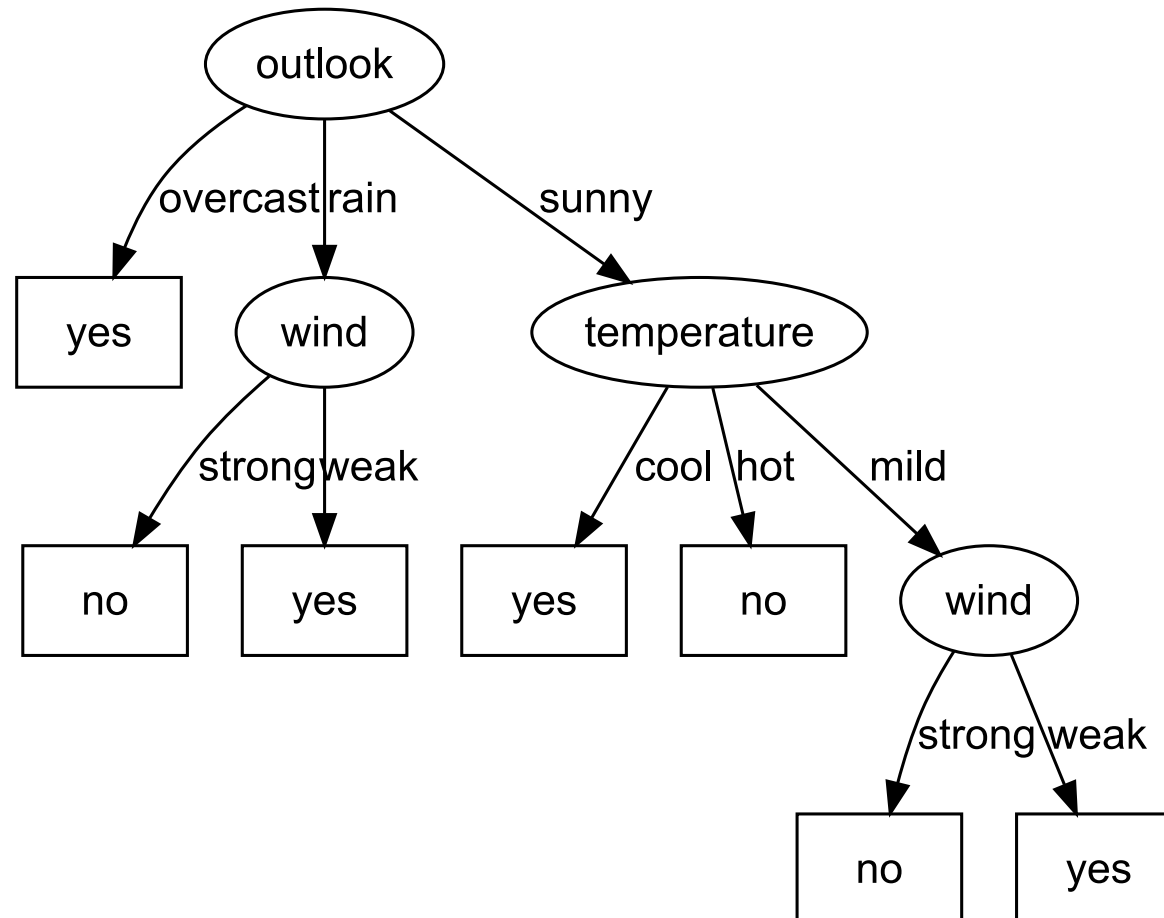 outlook
overcast rain sunny
yes wind temperature
strong weak cool hot mild
no yes yes no wind
strong weak
no yes